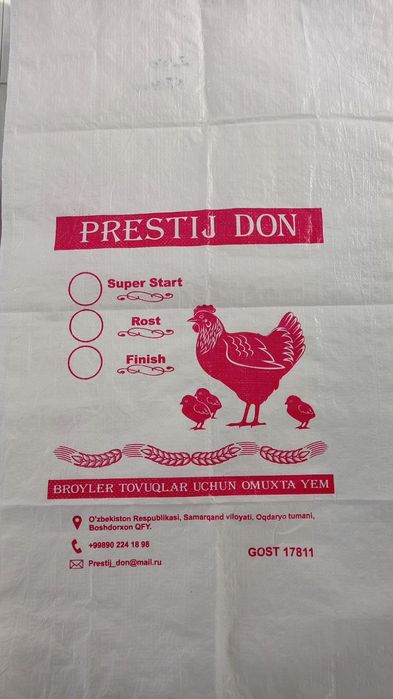 PRESTIJ DON
Super Start
Rost
Finish
BROYLER TOVUQLAR UCHUN OMUXTA YEM
O'zbekiston Respublikasi, Samarqand viloyati, Oqdaryo tumani,
Boshdorxon QFY.
+99890 224 18 98
Prestij_don@mail.ru
GOST 17811